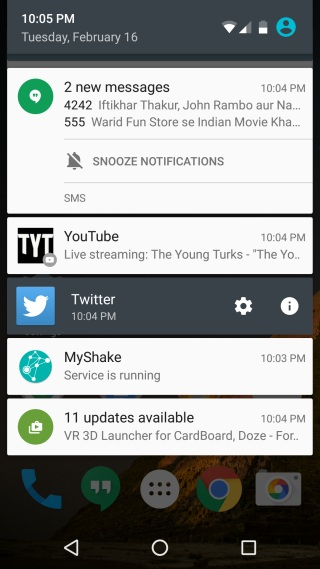 10:05 PM
Tuesday, February 16
2 new messages 10:04 PM
4242 Iftikhar Thakur, John Rambo aur Na...
555 Warid Fun Store se Indian Movie Kha...
SNOOZE NOTIFICATIONS
SMS
TYT
YouTube 10:04 PM
Live streaming: The Young Turks - "The Yo..
Twitter
10:04 PM
MyShake 10:03 PM
Service is running
11 updates available 10:04 PM
VR 3D Launcher for CardBoard, Doze - For..